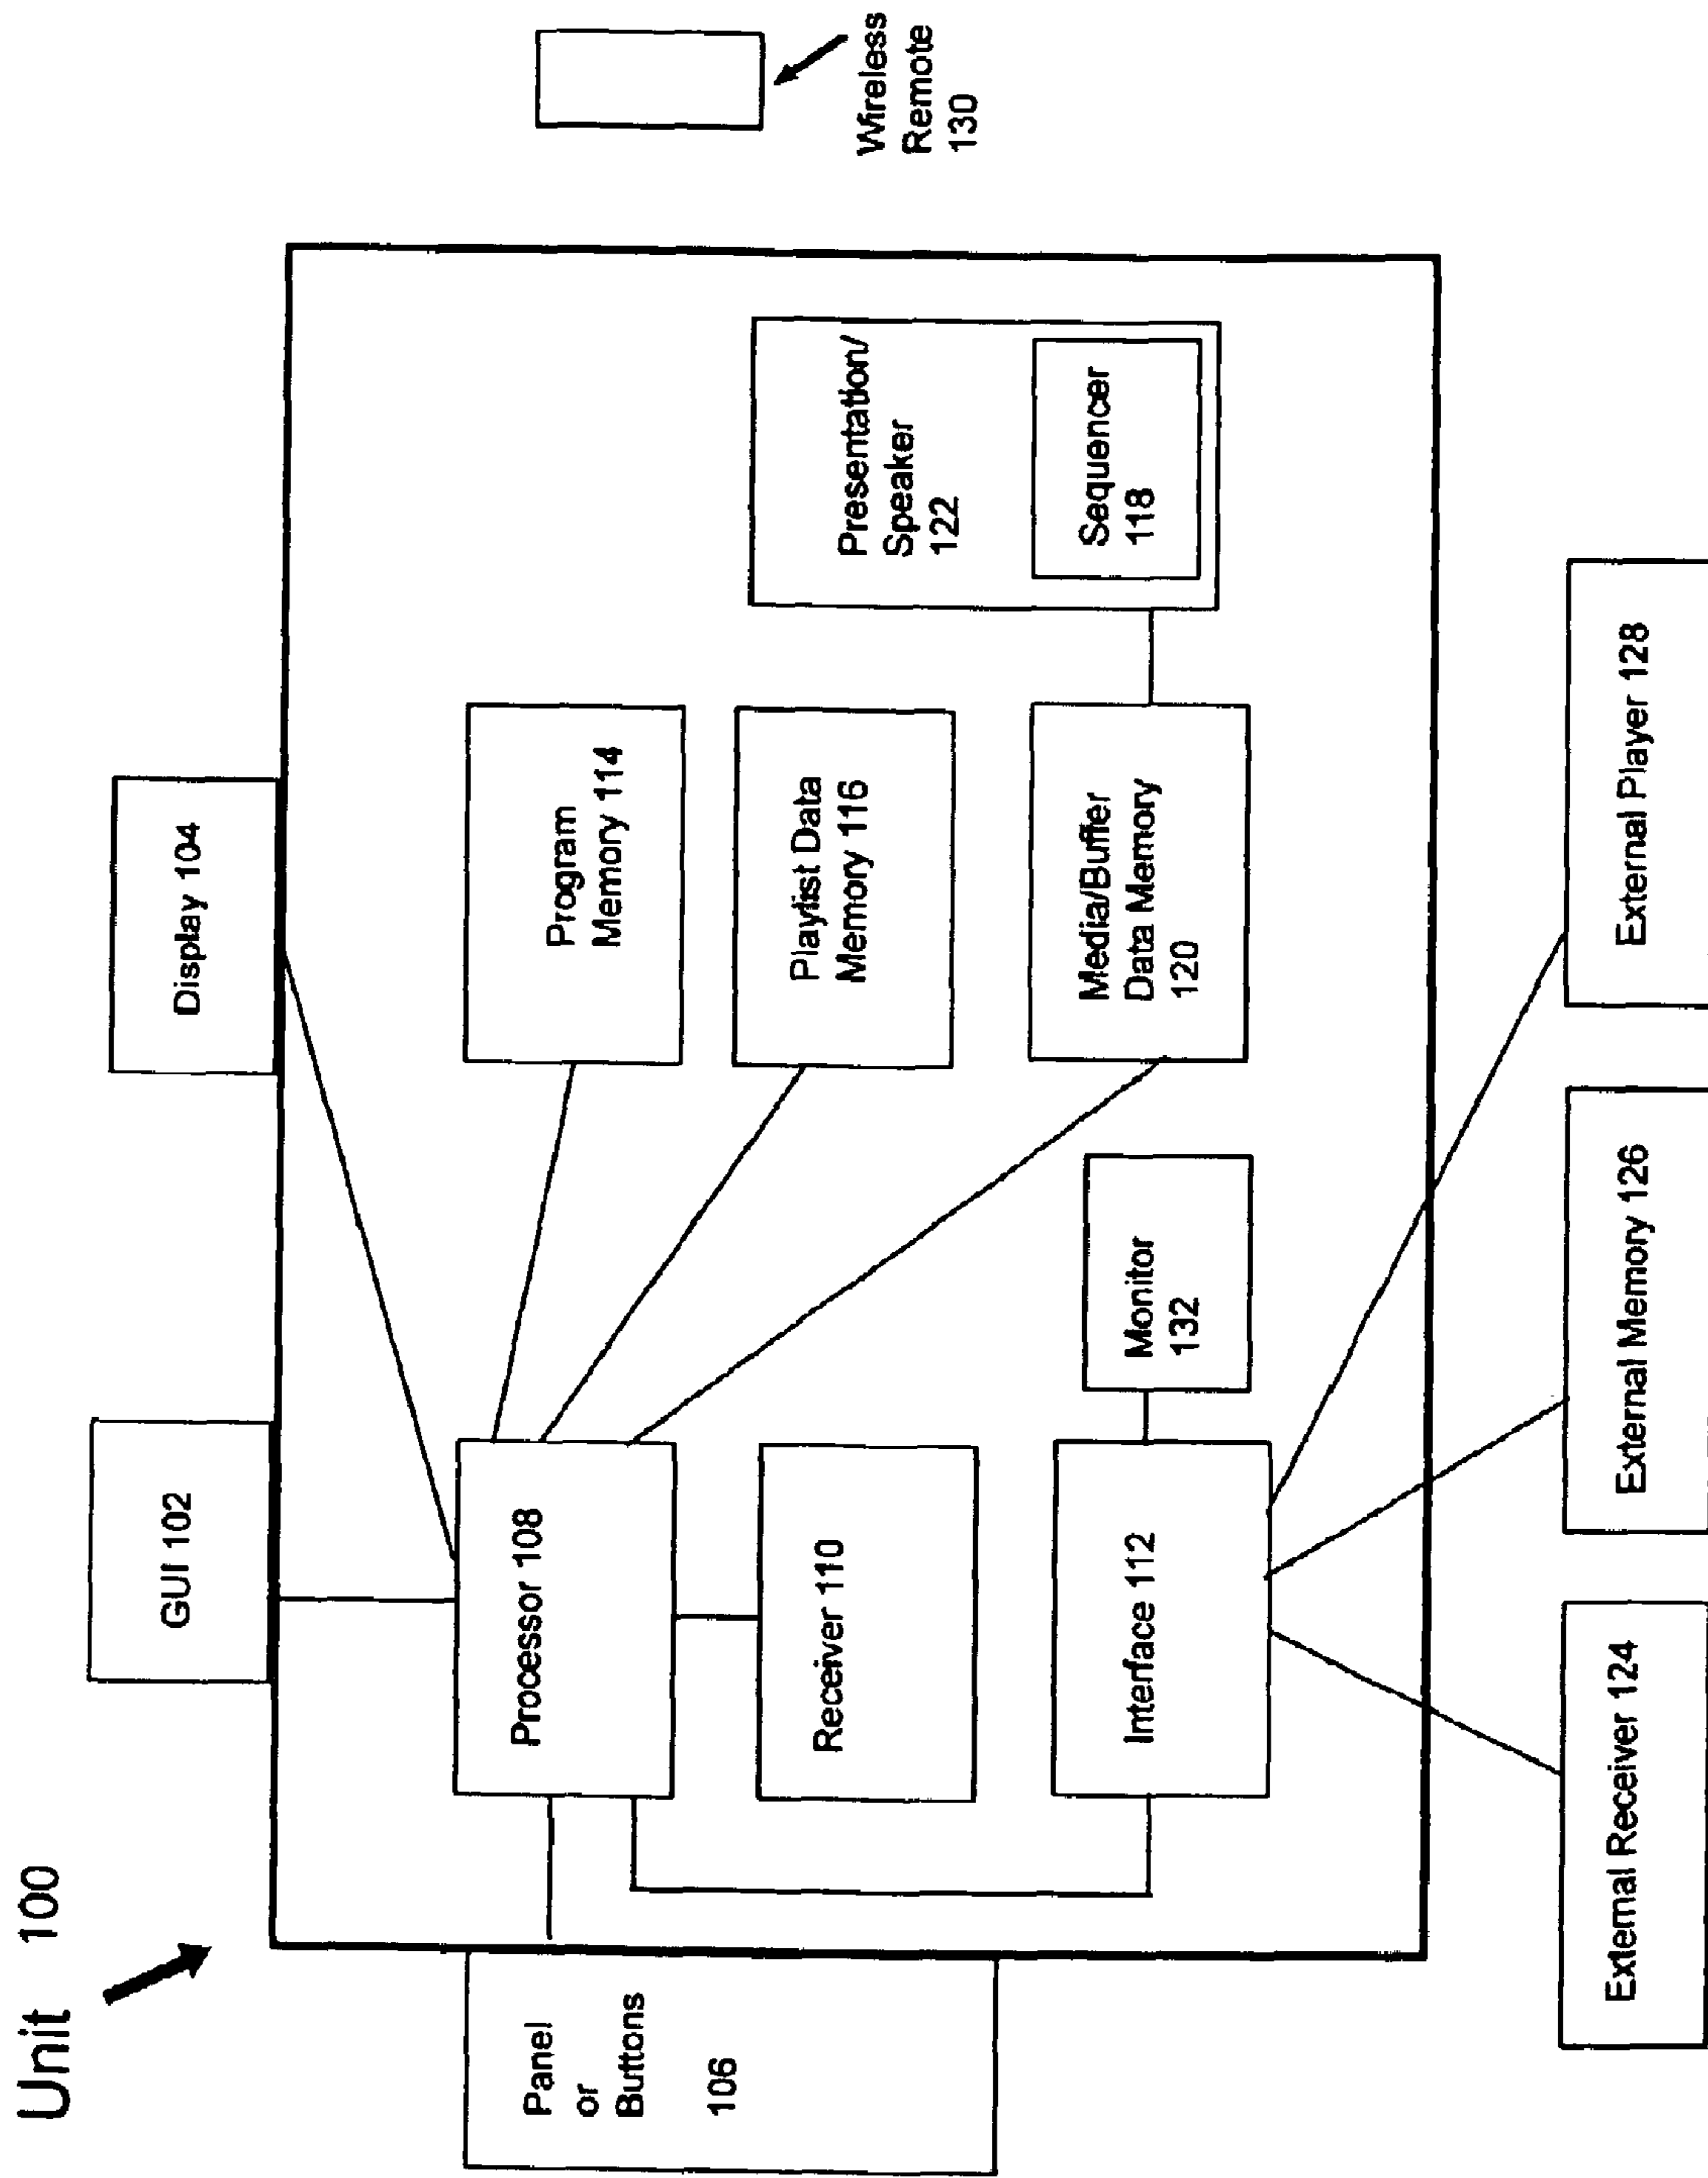 Unit 100
GUI 102
Display 104
Panel
or
Buttons
106
Processor 108
Program
Memory 114
Receiver 110
Playlist Data
Memory 116
Presentation/
Speaker
122
Interface 112
Monitor
132
Media/Buffer
Data Memory
120
Sequencer
118
Wireless
Remote
130
External Receiver 124
External Memory 126
External Player 128